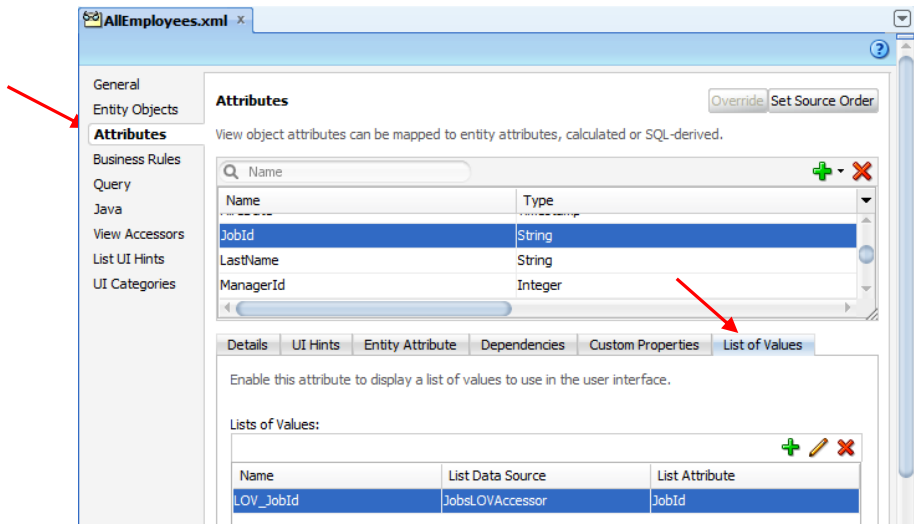 AllEmployees.xml
General
Entity Objects
Attributes
Business Rules
Query
Java
View Accessors
List UI Hints
UI Categories
Attributes
Override Set Source Order
View object attributes can be mapped to entity attributes, calculated or SQL-derived.
Name
Name Type
JobId String
LastName String
ManagerId Integer
Details UI Hints Entity Attribute Dependencies Custom Properties List of Values
Enable this attribute to display a list of values to use in the user interface.
Lists of Values:
Name List Data Source List Attribute
LOV_JobId JobsLOVAccessor JobId